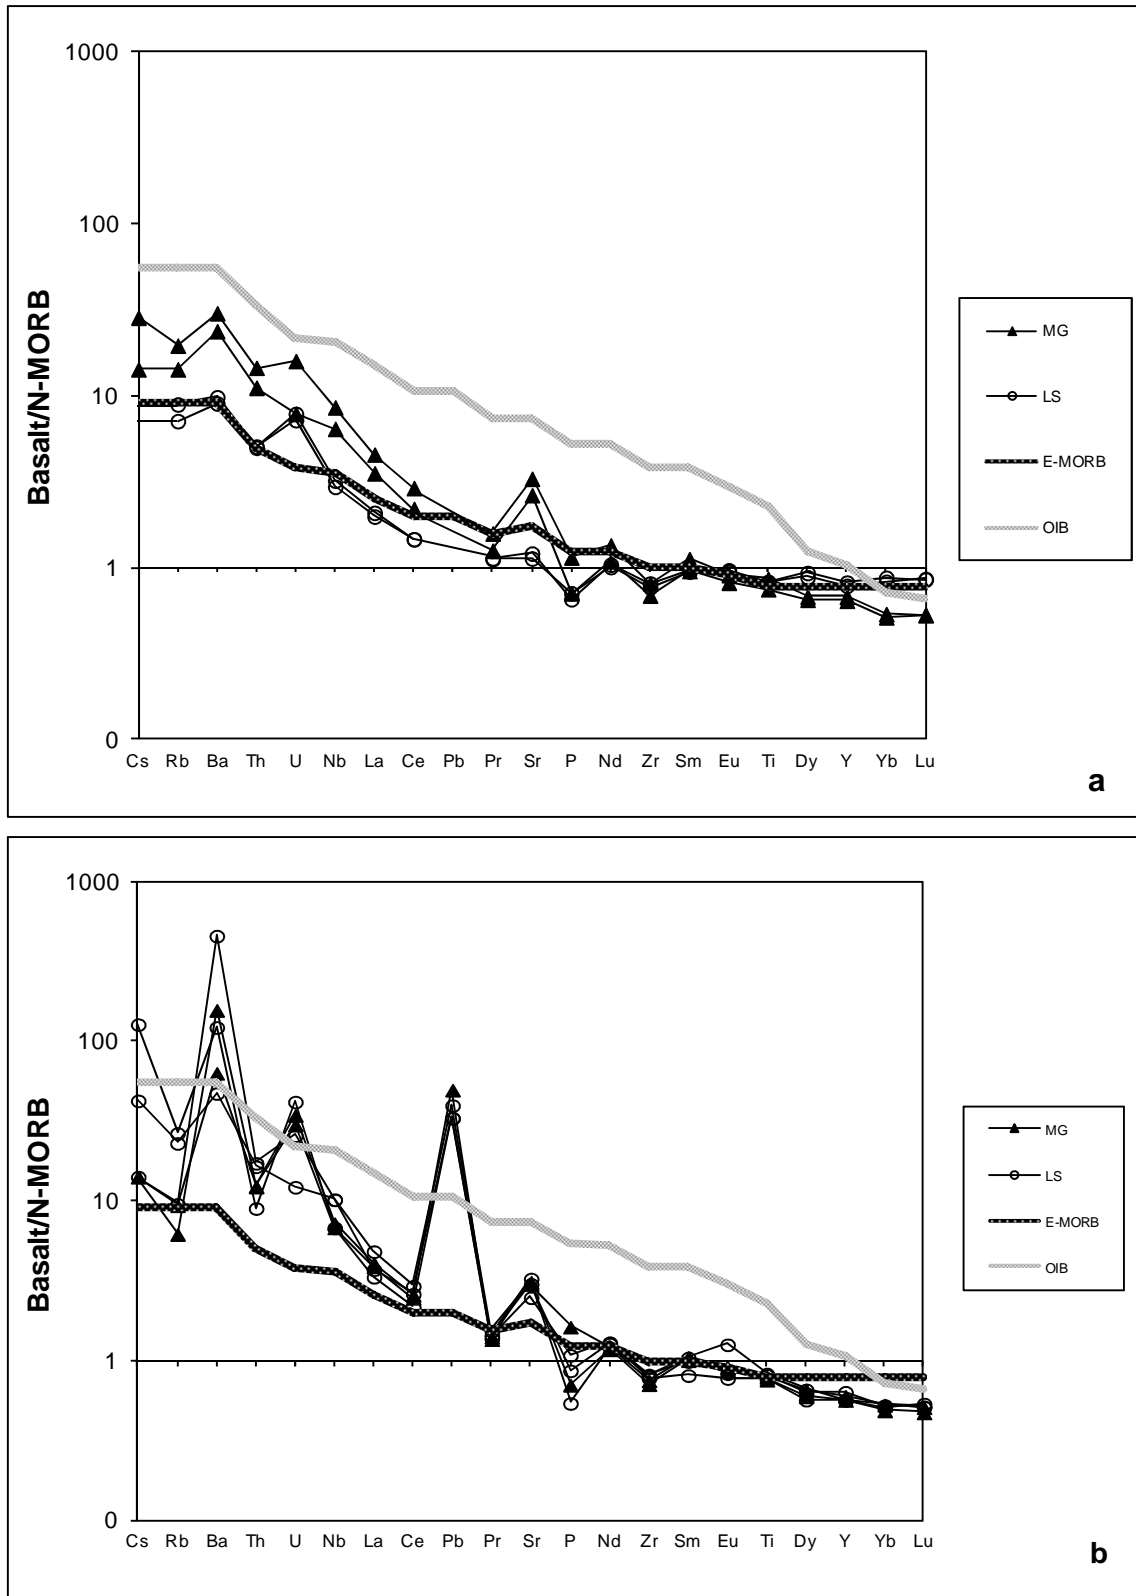 1000
100
10
1
0
Basalt/N-MORB
Cs Rb Ba Th U Nb La Ce Pb Pr Sr P Nd Zr Sm Eu Ti Dy Y Yb Lu
MG
LS
E-MORB
OIB
a
1000
100
10
1
0
Basalt/N-MORB
Cs Rb Ba Th U Nb La Ce Pb Pr Sr P Nd Zr Sm Eu Ti Dy Y Yb Lu
MG
LS
E-MORB
OIB
b